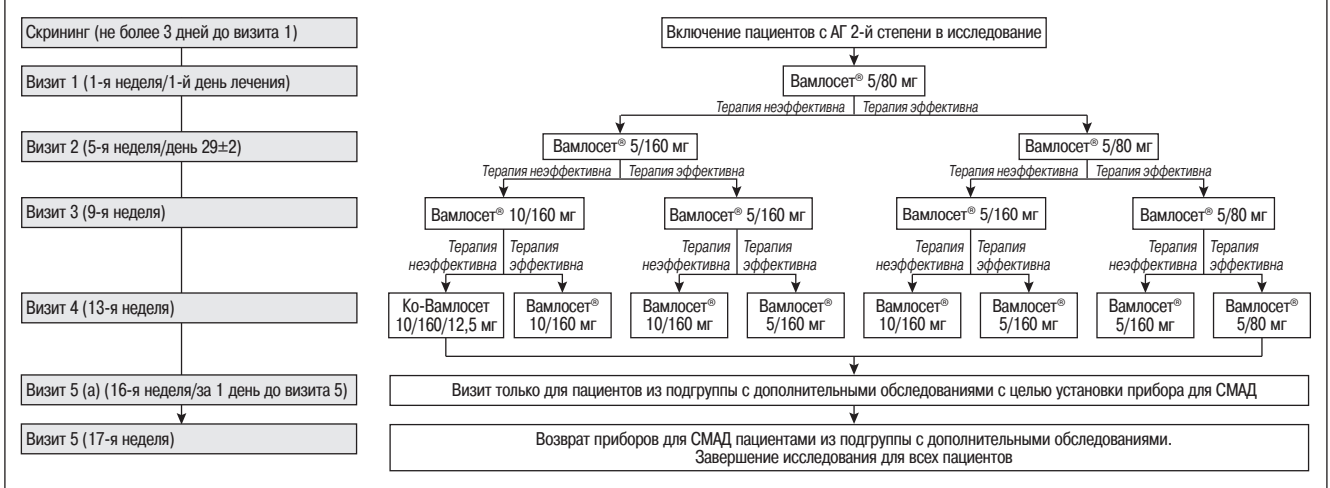 Скрининг (не более 3 дней до визита 1)
Включение пациентов с АГ 2-й степени в исследование
Визит 1 (1-я неделя/1-й день лечения)
Вамлосет® 5/80 мг
Терапия неэффективна
Терапия эффективна
Визит 2 (5-я неделя/день 29±2)
Вамлосет® 5/160 мг
Вамлосет® 5/80 мг
Терапия неэффективна
Терапия эффективна
Терапия неэффективна
Терапия эффективна
Визит 3 (9-я неделя)
Вамлосет® 10/160 мг
Вамлосет® 5/160 мг
Вамлосет® 5/160 мг
Вамлосет® 5/80 мг
Терапия
неэффективна
Терапия
эффективна
Терапия
неэффективна
Терапия
эффективна
Терапия
неэффективна
Терапия
эффективна
Терапия
неэффективна
Терапия
эффективна
Визит 4 (13-я неделя)
Ко-Вамлосет
10/160/12,5 мг
Вамлосет®
10/160 мг
Вамлосет®
10/160 мг
Вамлосет®
5/160 мг
Вамлосет®
10/160 мг
Вамлосет®
5/160 мг
Вамлосет®
5/160 мг
Вамлосет®
5/80 мг
Визит 5 (а) (16-я неделя/за 1 день до визита 5)
Визит только для пациентов из подгруппы с дополнительными обследованиями с целью установки прибора для СМАД
Визит 5 (17-я неделя)
Возврат приборов для СМАД пациентами из подгруппы с дополнительными обследованиями.
Завершение исследования для всех пациентов